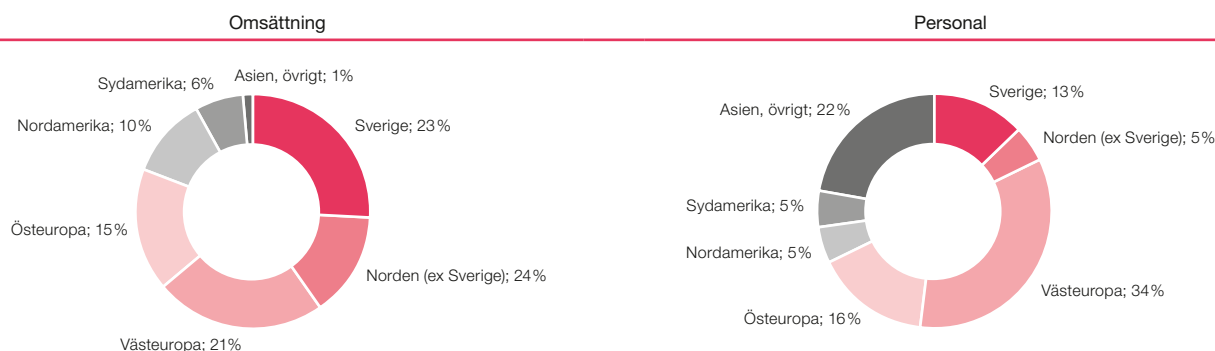 Omsättning
Asien, övrigt; 1%
Sydamerika; 6%
Nordamerika; 10%
Sverige; 23%
Östeuropa; 15%
Norden (ex Sverige); 24%
Västeuropa; 21%
Personal
Sverige; 13%
Asien, övrigt; 22%
Norden (ex Sverige); 5%
Sydamerika; 5%
Nordamerika; 5%
Västeuropa; 34%
Östeuropa; 16%